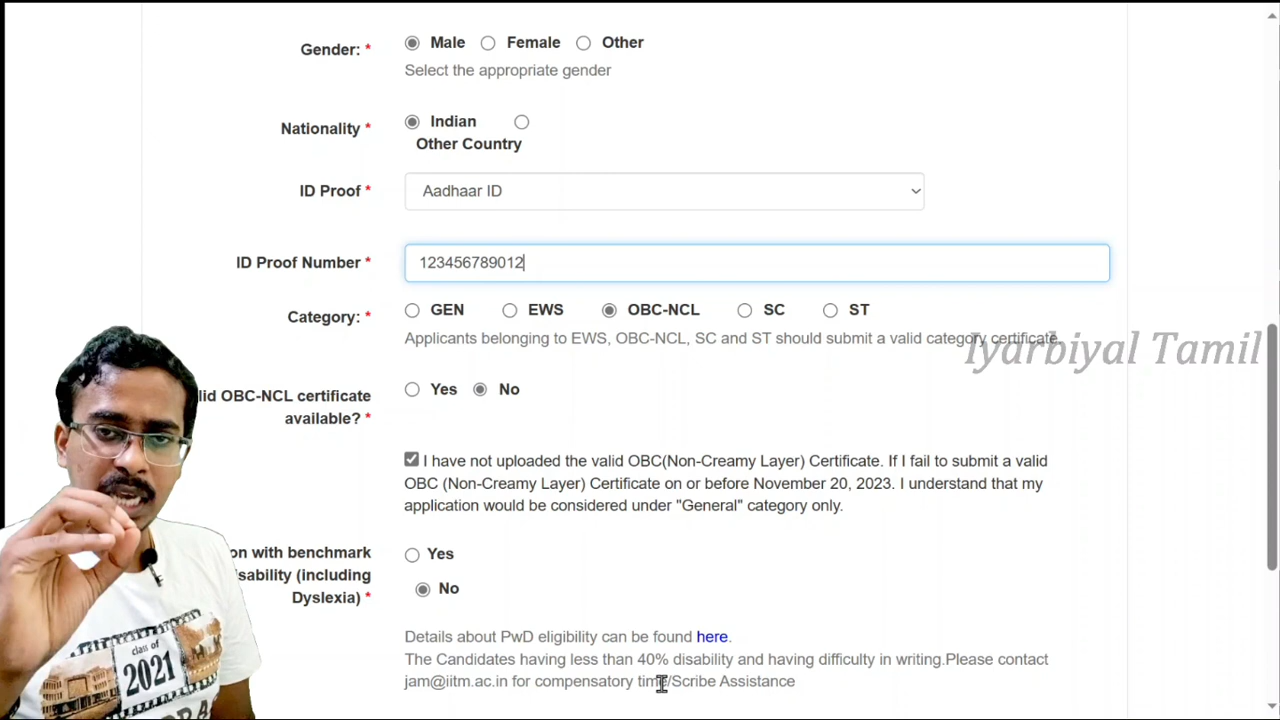 Gender: * Male Female Other
Select the appropriate gender
Nationality * Indian
Other Country
ID Proof * Aadhaar ID
ID Proof Number * 123456789012
Category: * GEN EWS OBC-NCL SC ST
Applicants belonging to EWS, OBC-NCL, SC and ST should submit a valid category certificate.
Iyarbiyal Tamil
lid OBC-NCL certificate
available? * Yes No
I have not uploaded the valid OBC(Non-Creamy Layer) Certificate. If I fail to submit a valid
OBC (Non-Creamy Layer) Certificate on or before November 20, 2023. I understand that my
application would be considered under "General" category only.
on with benchmark Yes
sability (including
Dyslexia) * No
Details about PwD eligibility can be found here.
The Candidates having less than 40% disability and having difficulty in writing.Please contact
jam@iitm.ac.in for compensatory time/Scribe Assistance
class of
2021